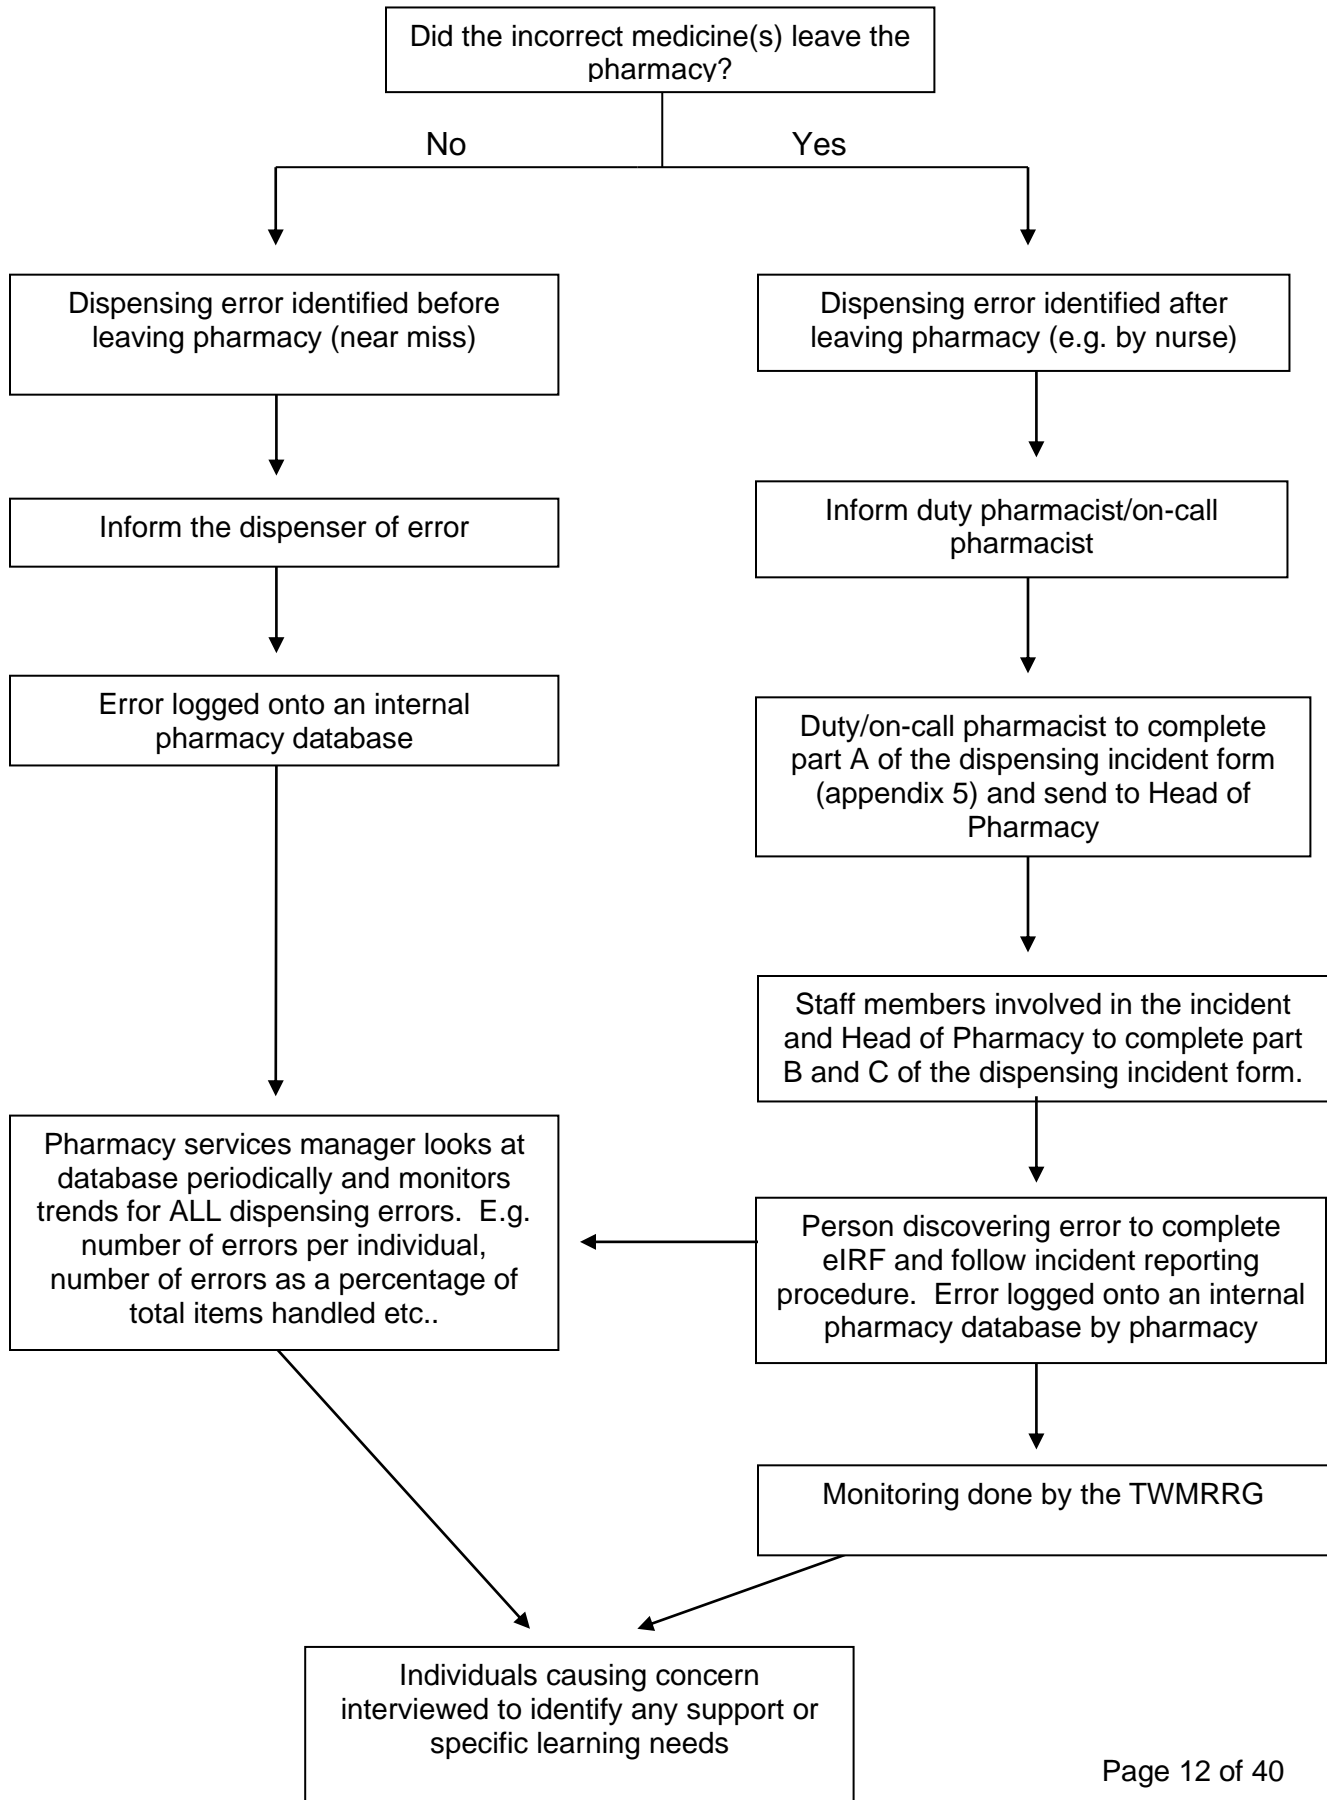 Did the incorrect medicine(s) leave the
pharmacy?
No
Yes
Dispensing error identified before
leaving pharmacy (near miss)
Dispensing error identified after
leaving pharmacy (e.g. by nurse)
Inform the dispenser of error
Inform duty pharmacist/on-call
pharmacist
Error logged onto an internal
pharmacy database
Duty/on-call pharmacist to complete
part A of the dispensing incident form
(appendix 5) and send to Head of
Pharmacy
Staff members involved in the incident
and Head of Pharmacy to complete part
B and C of the dispensing incident form.
Pharmacy services manager looks at
database periodically and monitors
trends for ALL dispensing errors.  E.g.
number of errors per individual,
number of errors as a percentage of
total items handled etc..
Person discovering error to complete
eIRF and follow incident reporting
procedure.  Error logged onto an internal
pharmacy database by pharmacy
Monitoring done by the TWMRRG
Individuals causing concern
interviewed to identify any support or
specific learning needs
Page 12 of 40